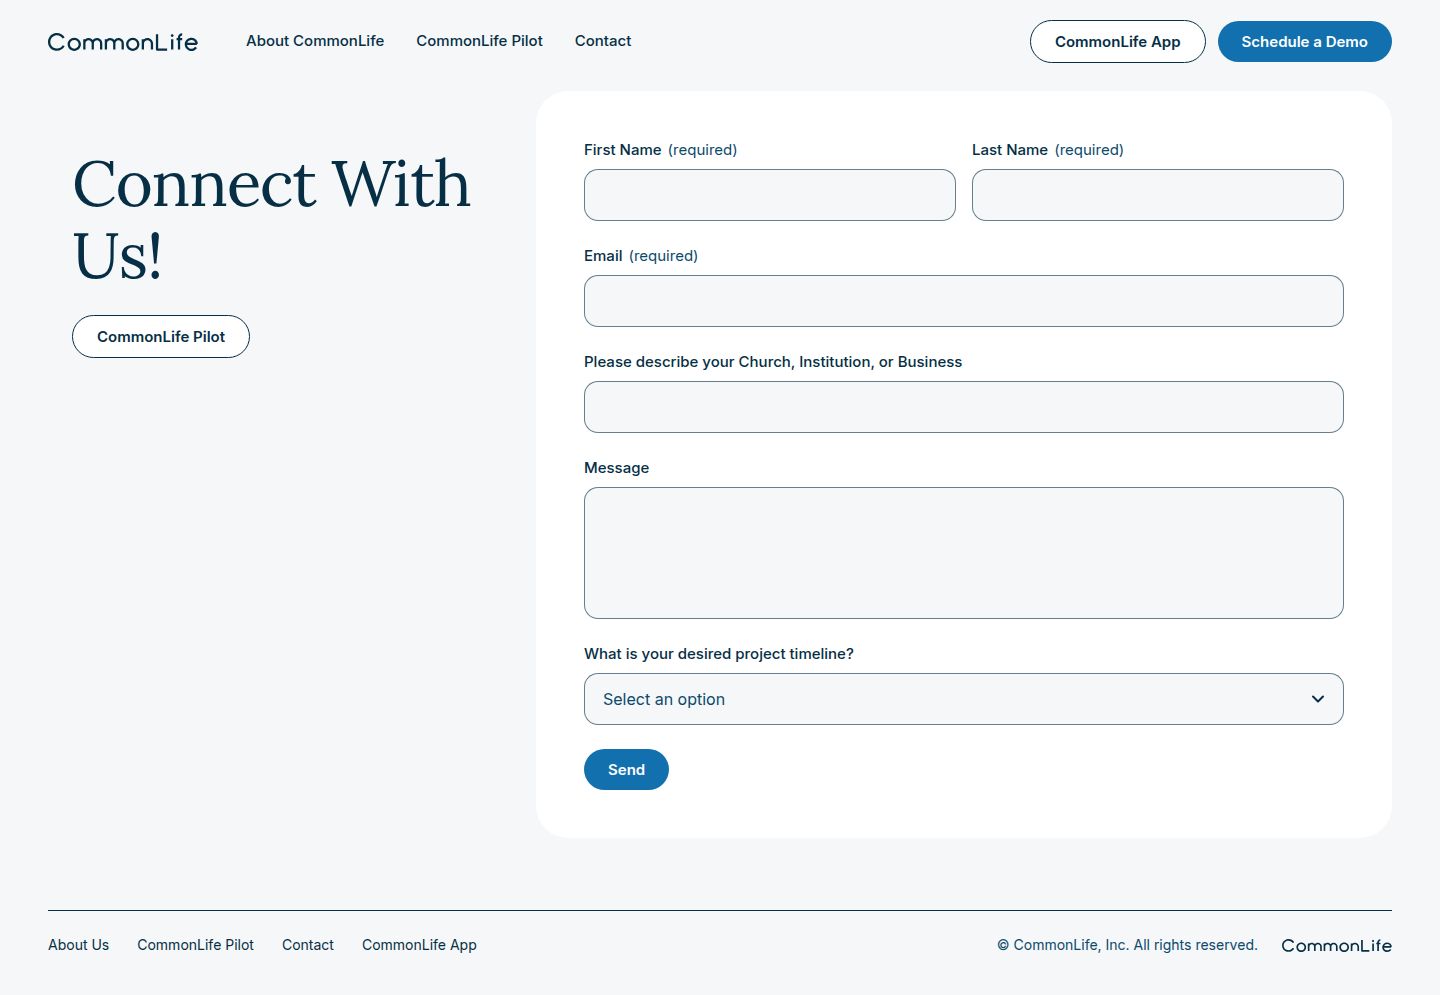 CommonLife
About CommonLife
CommonLife Pilot
Contact
CommonLife App
Schedule a Demo
Connect With
Us!
CommonLife Pilot
First Name (required)
Last Name (required)
Email (required)
Please describe your Church, Institution, or Business
Message
What is your desired project timeline?
Select an option
Send
About Us
CommonLife Pilot
Contact
CommonLife App
© CommonLife, Inc. All rights reserved.
CommonLife